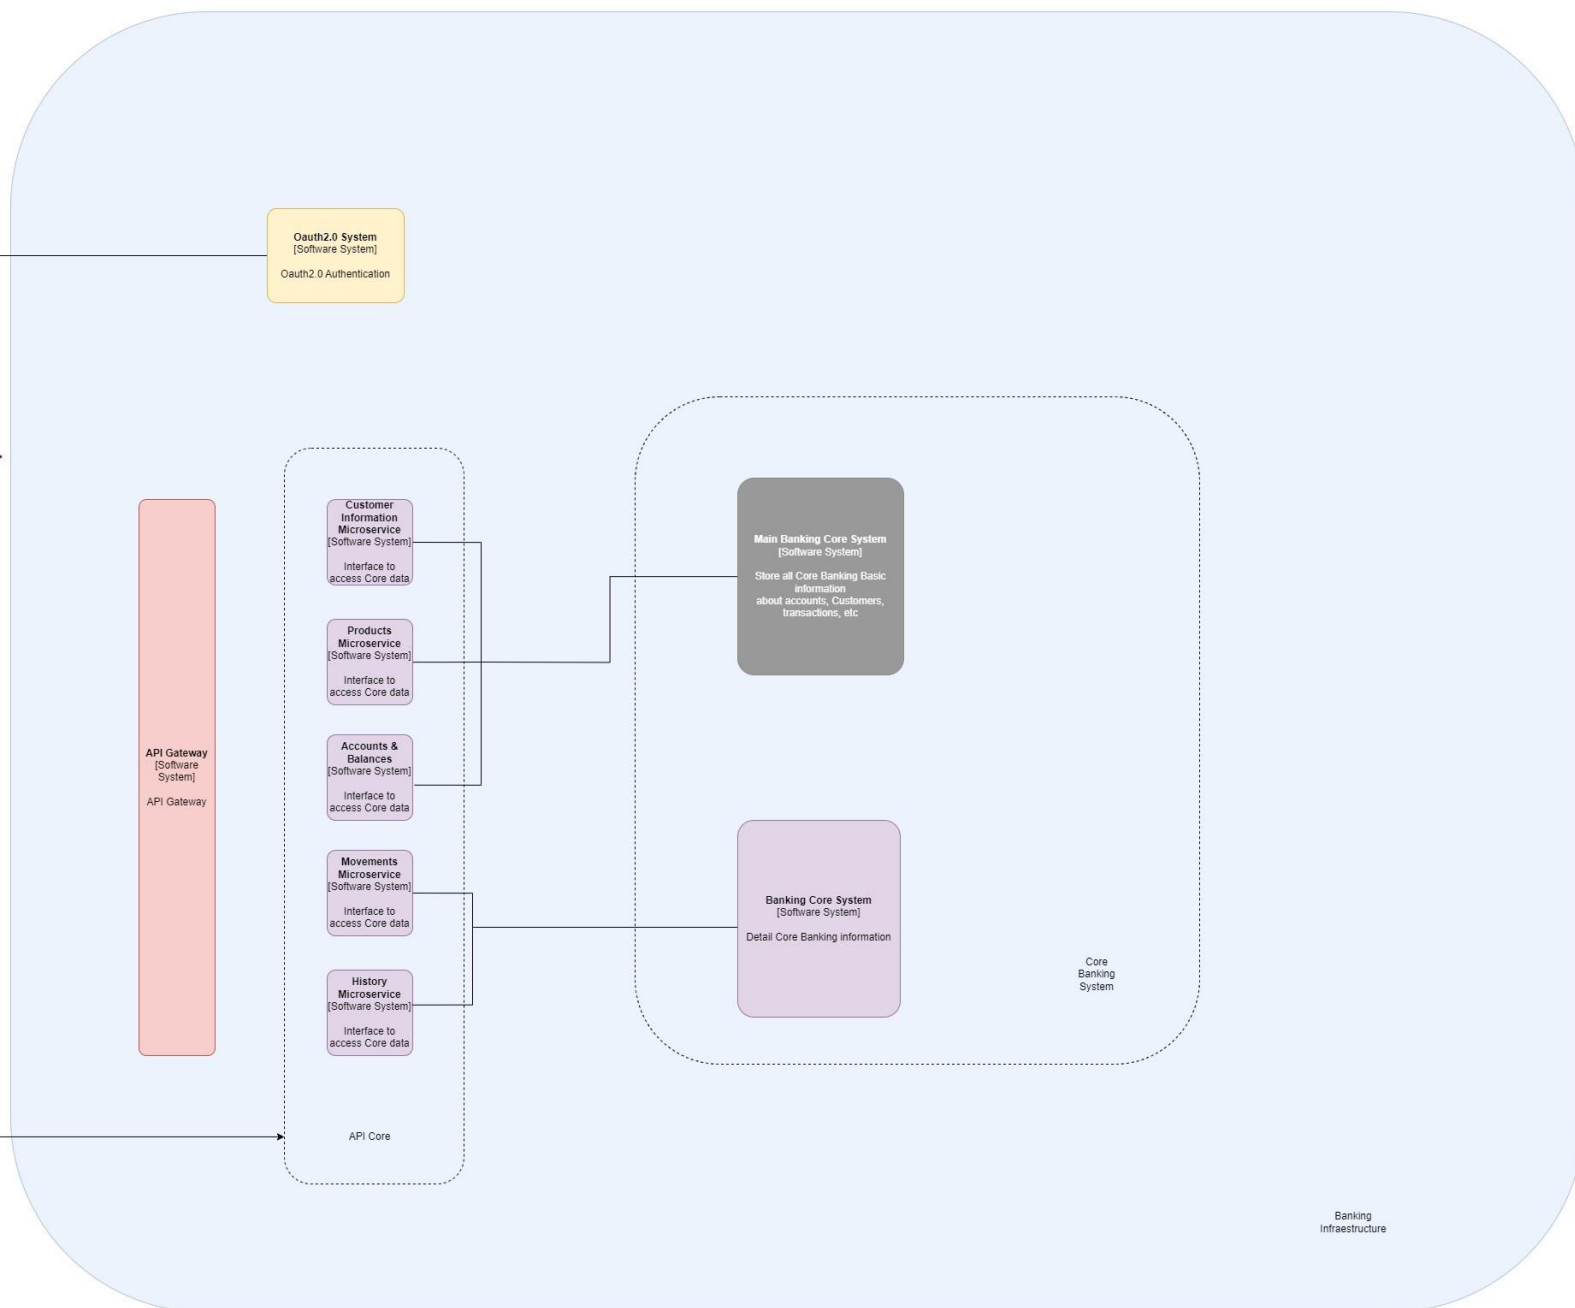 Oauth2.0 System
[Software System]
Oauth2.0 Authentication
Customer
Information
Microservice
[Software System]
Interface to
access Core data
Products
Microservice
[Software System]
Interface to
access Core data
Accounts &
Balances
[Software System]
Interface to
access Core data
Movements
Microservice
[Software System]
Interface to
access Core data
History
Microservice
[Software System]
Interface to
access Core data
API Core
API Gateway
[Software
System]
API Gateway
Main Banking Core System
[Software System]
Store all Core Banking Basic
information
about accounts, Customers,
transactions, etc
Banking Core System
[Software System]
Detail Core Banking information
Core
Banking
System
Banking
Infraestructure